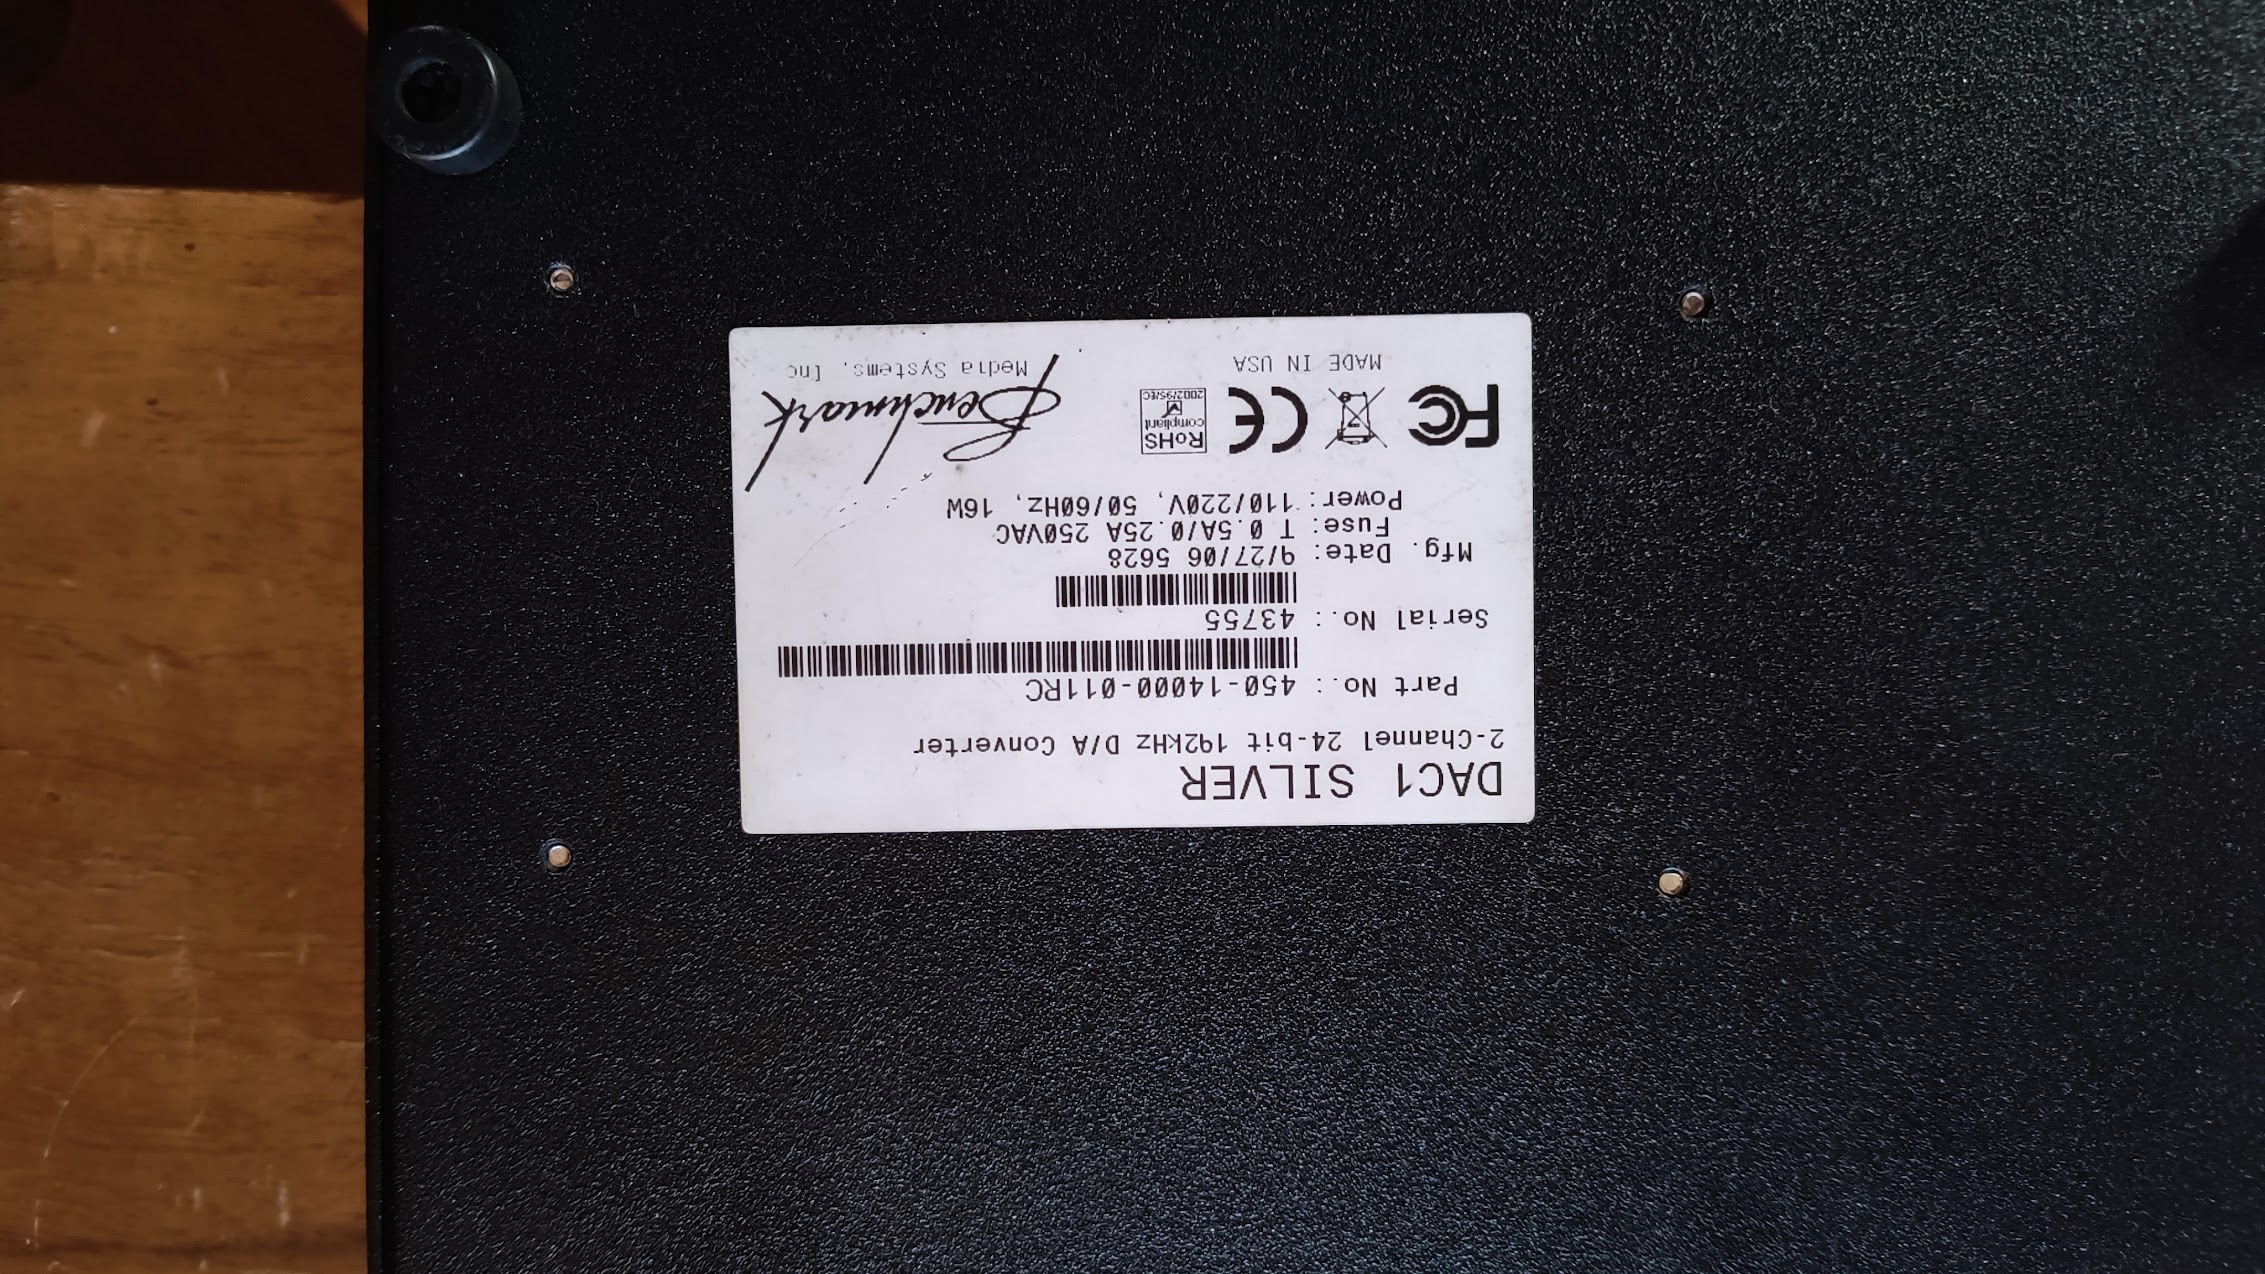 DAC1 SILVER
2-Channel 24-bit 192kHz D/A Converter
Part No.: 450-14000-011RC
Serial No.: 43755
Mfg. Date: 9/27/06 5628
Fuse: T 0.5A/0.25A 250VAC
Power: 110/220V, 50/60Hz, 16W
FC CE RoHS
compliant
2002/95/EC
Benchmark
MADE IN USA
Media Systems, Inc